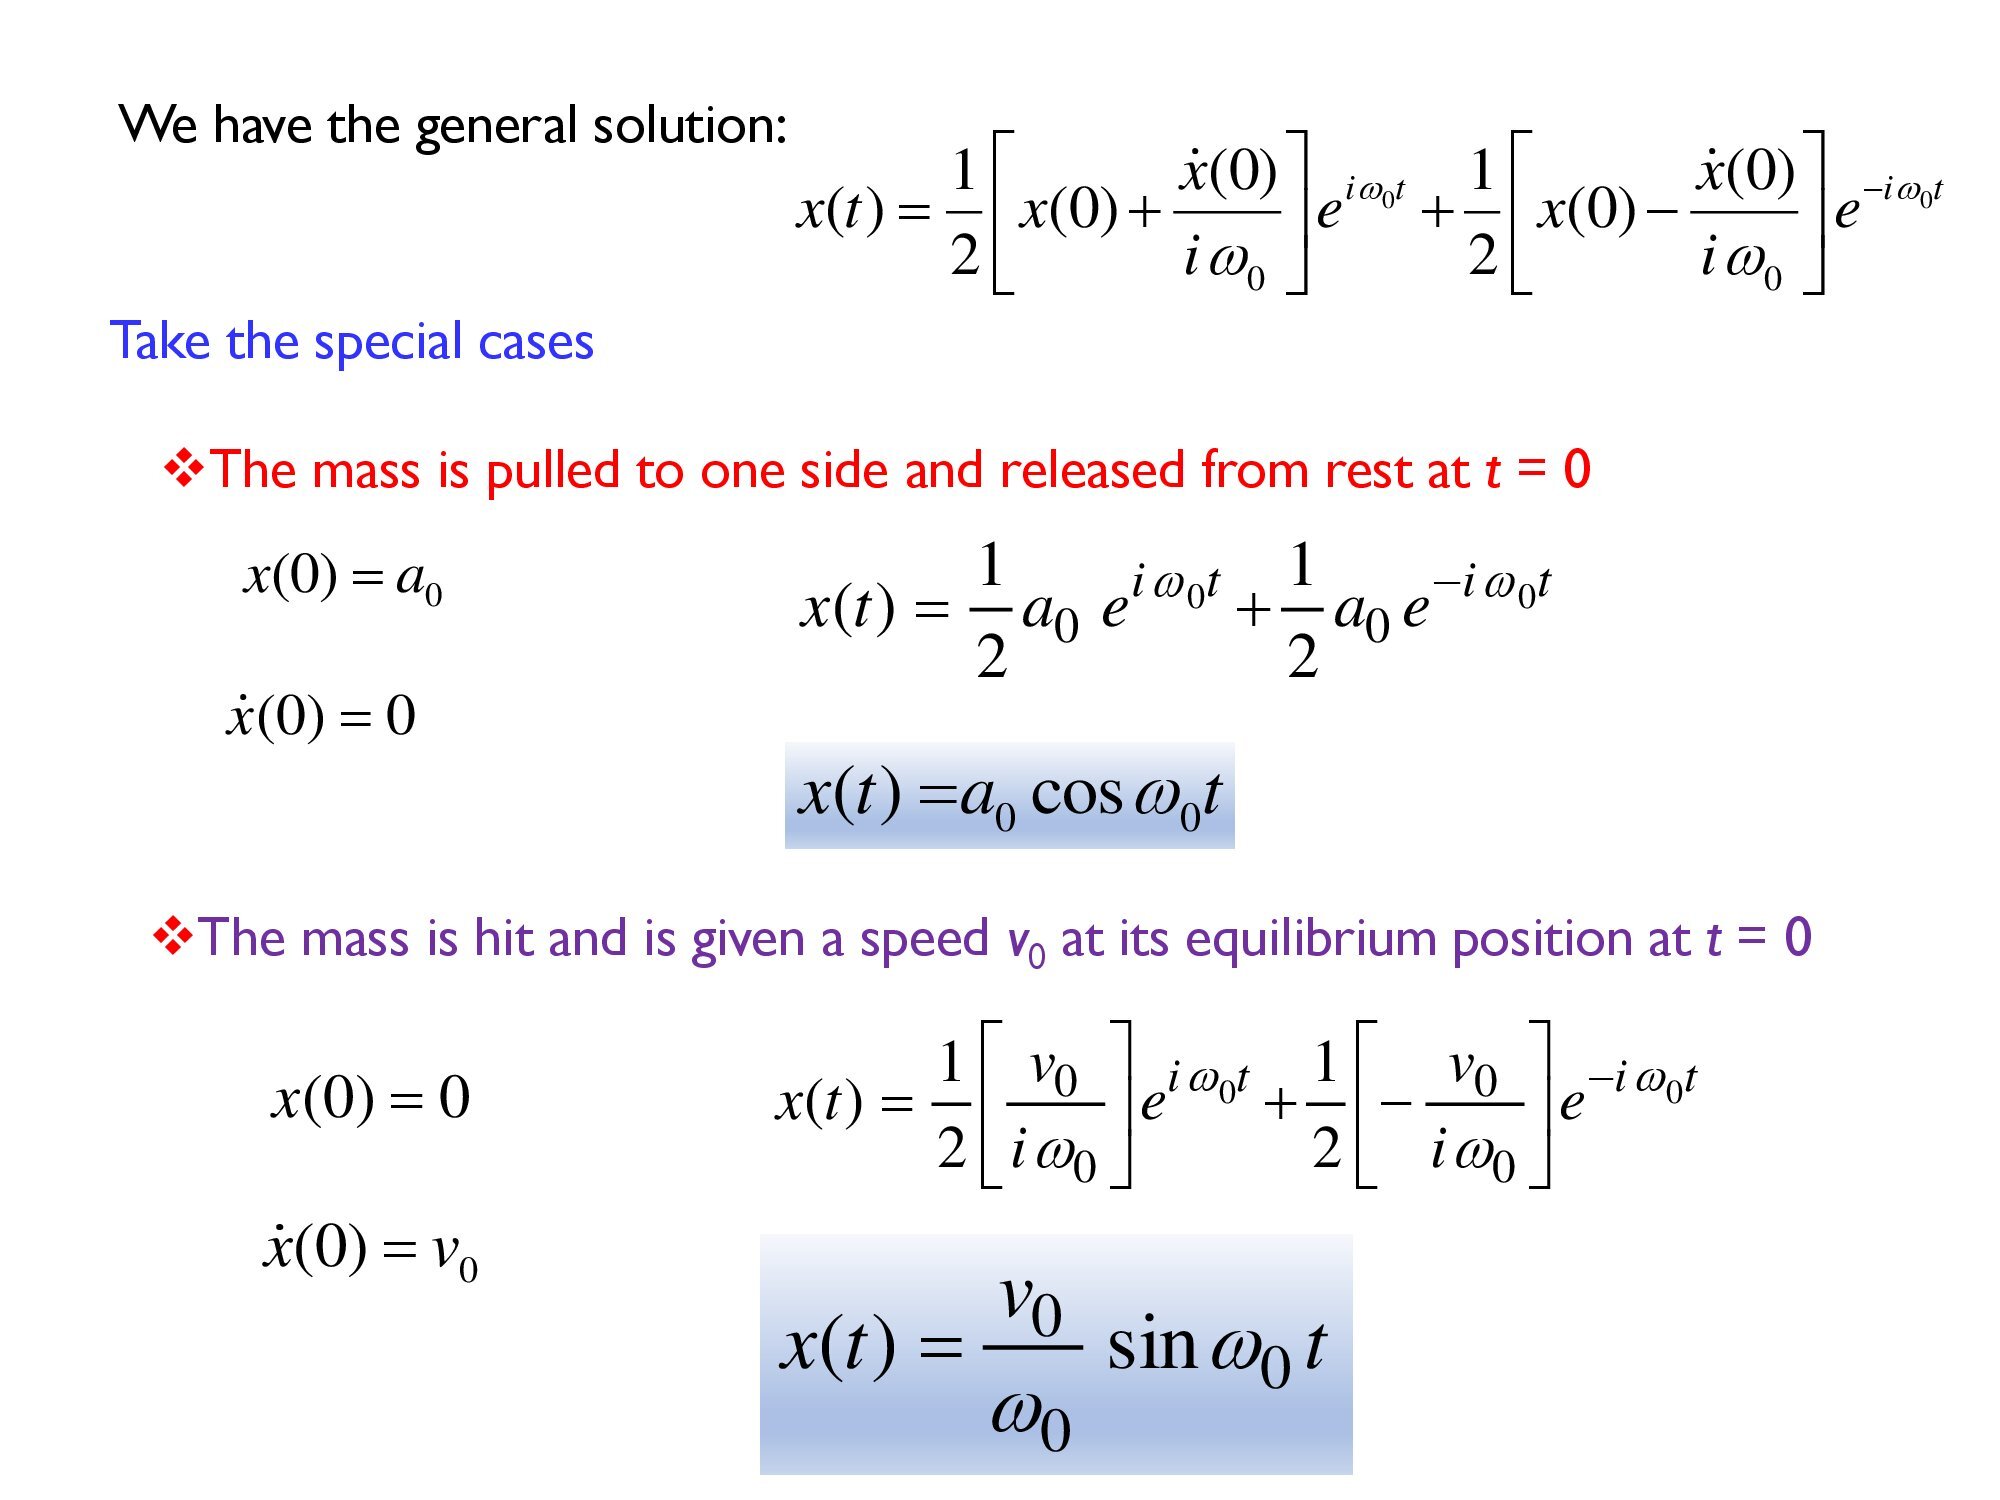 We have the general solution:
x(t) = \frac{1}{2}\left[x(0) + \frac{\dot{x}(0)}{i\omega_0}\right]e^{i\omega_0 t} + \frac{1}{2}\left[x(0) - \frac{\dot{x}(0)}{i\omega_0}\right]e^{-i\omega_0 t}
Take the special cases
❖The mass is pulled to one side and released from rest at t = 0
x(0) = a_0
x(t) = \frac{1}{2}a_0 e^{i\omega_0 t} + \frac{1}{2}a_0 e^{-i\omega_0 t}
\dot{x}(0) = 0
x(t) = a_0 \cos \omega_0 t
❖The mass is hit and is given a speed v_0 at its equilibrium position at t = 0
x(0) = 0
x(t) = \frac{1}{2}\left[\frac{v_0}{i\omega_0}\right]e^{i\omega_0 t} + \frac{1}{2}\left[-\frac{v_0}{i\omega_0}\right]e^{-i\omega_0 t}
\dot{x}(0) = v_0
x(t) = \frac{v_0}{\omega_0} \sin \omega_0 t